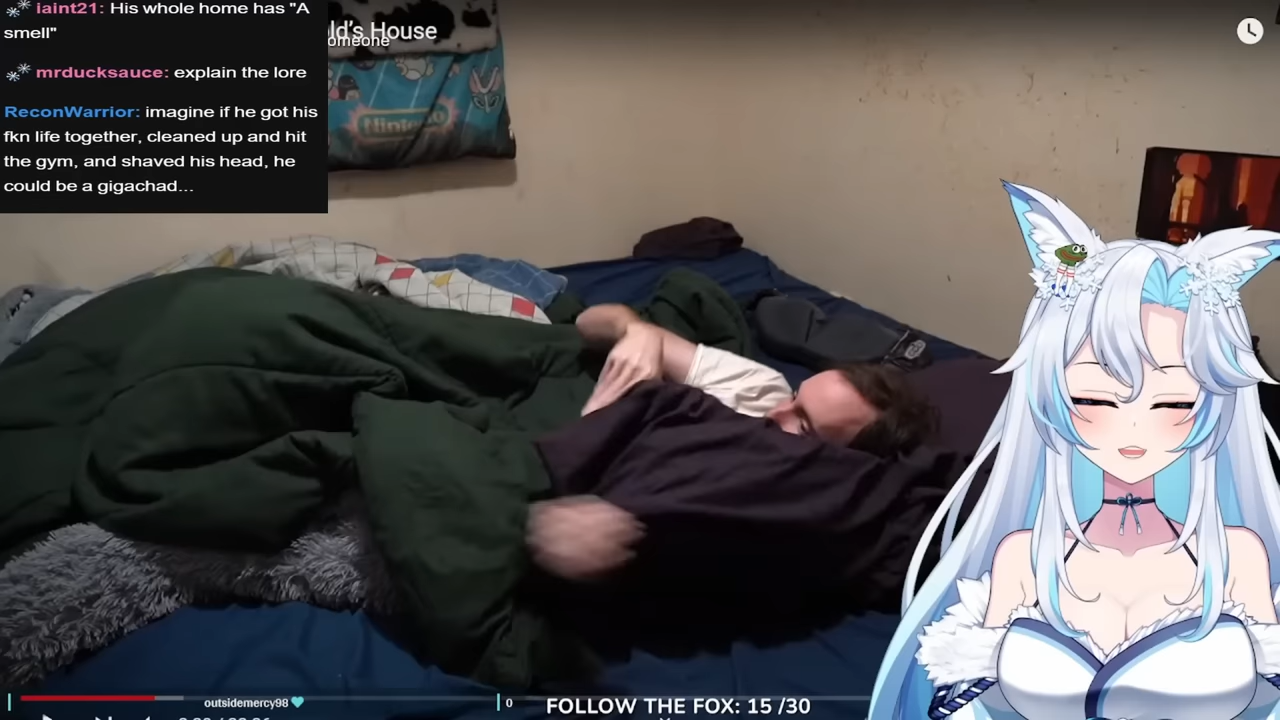 iaint21: His whole home has "A
smell"
mrducksauce: explain the lore
ReconWarrior: imagine if he got his
fkn life together, cleaned up and hit
the gym, and shaved his head, he
could be a gigachad...
ld's House
omeone
Nintendo
outsidemercy98
0
FOLLOW THE FOX: 15 /30